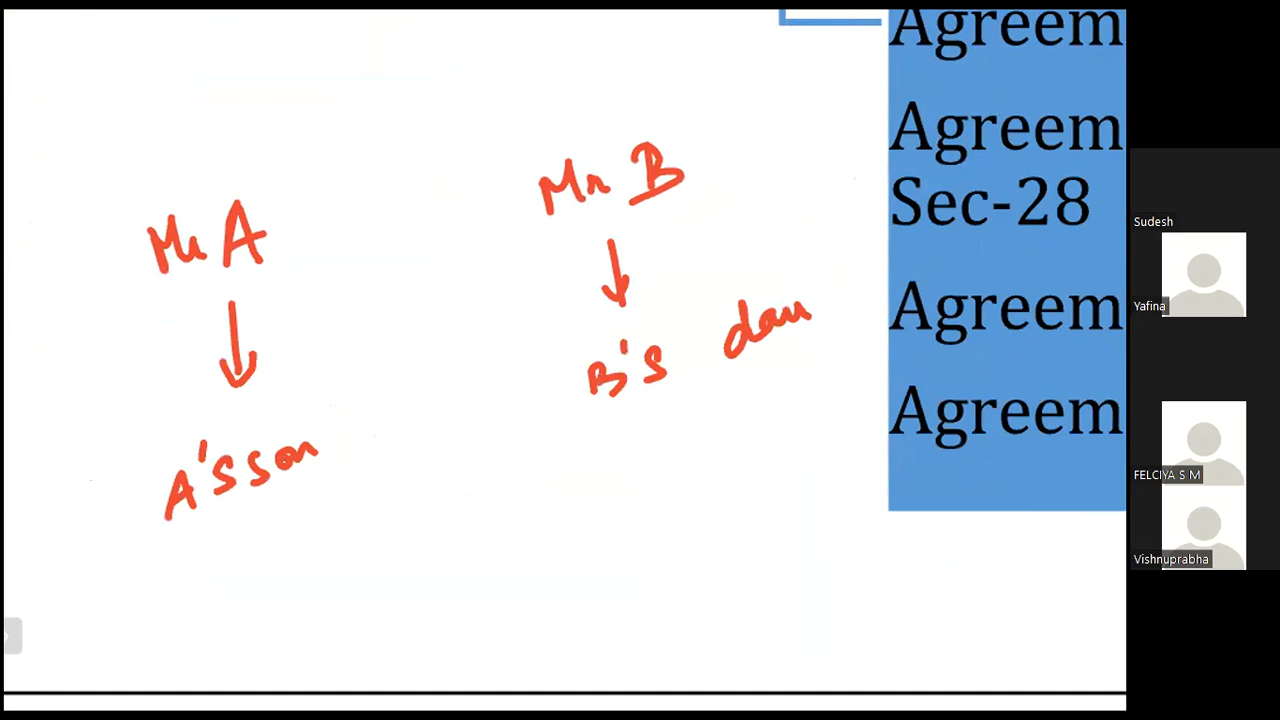 Agreem
Agreem
Sec-28
Agreem
Agreem
Mr A
A's son
Mr B
B's dau
Sudesh
Yafina
FELCIYA S M
Vishnuprabha